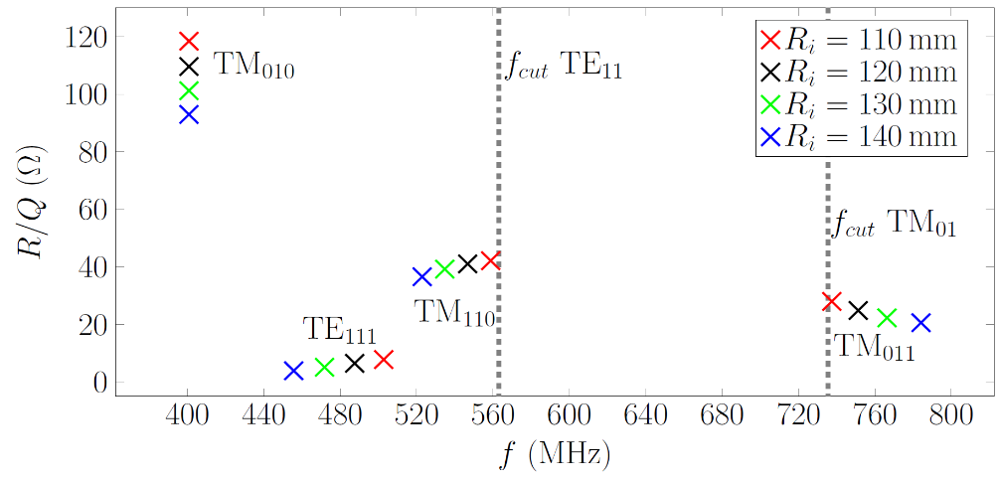 R/Q (Ω)
120
100
80
60
40
20
0
TM₀₁₀
f_cut TE₁₁
R_i = 110 mm
R_i = 120 mm
R_i = 130 mm
R_i = 140 mm
f_cut TM₀₁
TM₁₁₀
TE₁₁₁
TM₀₁₁
400 440 480 520 560 600 640 680 720 760 800
f (MHz)